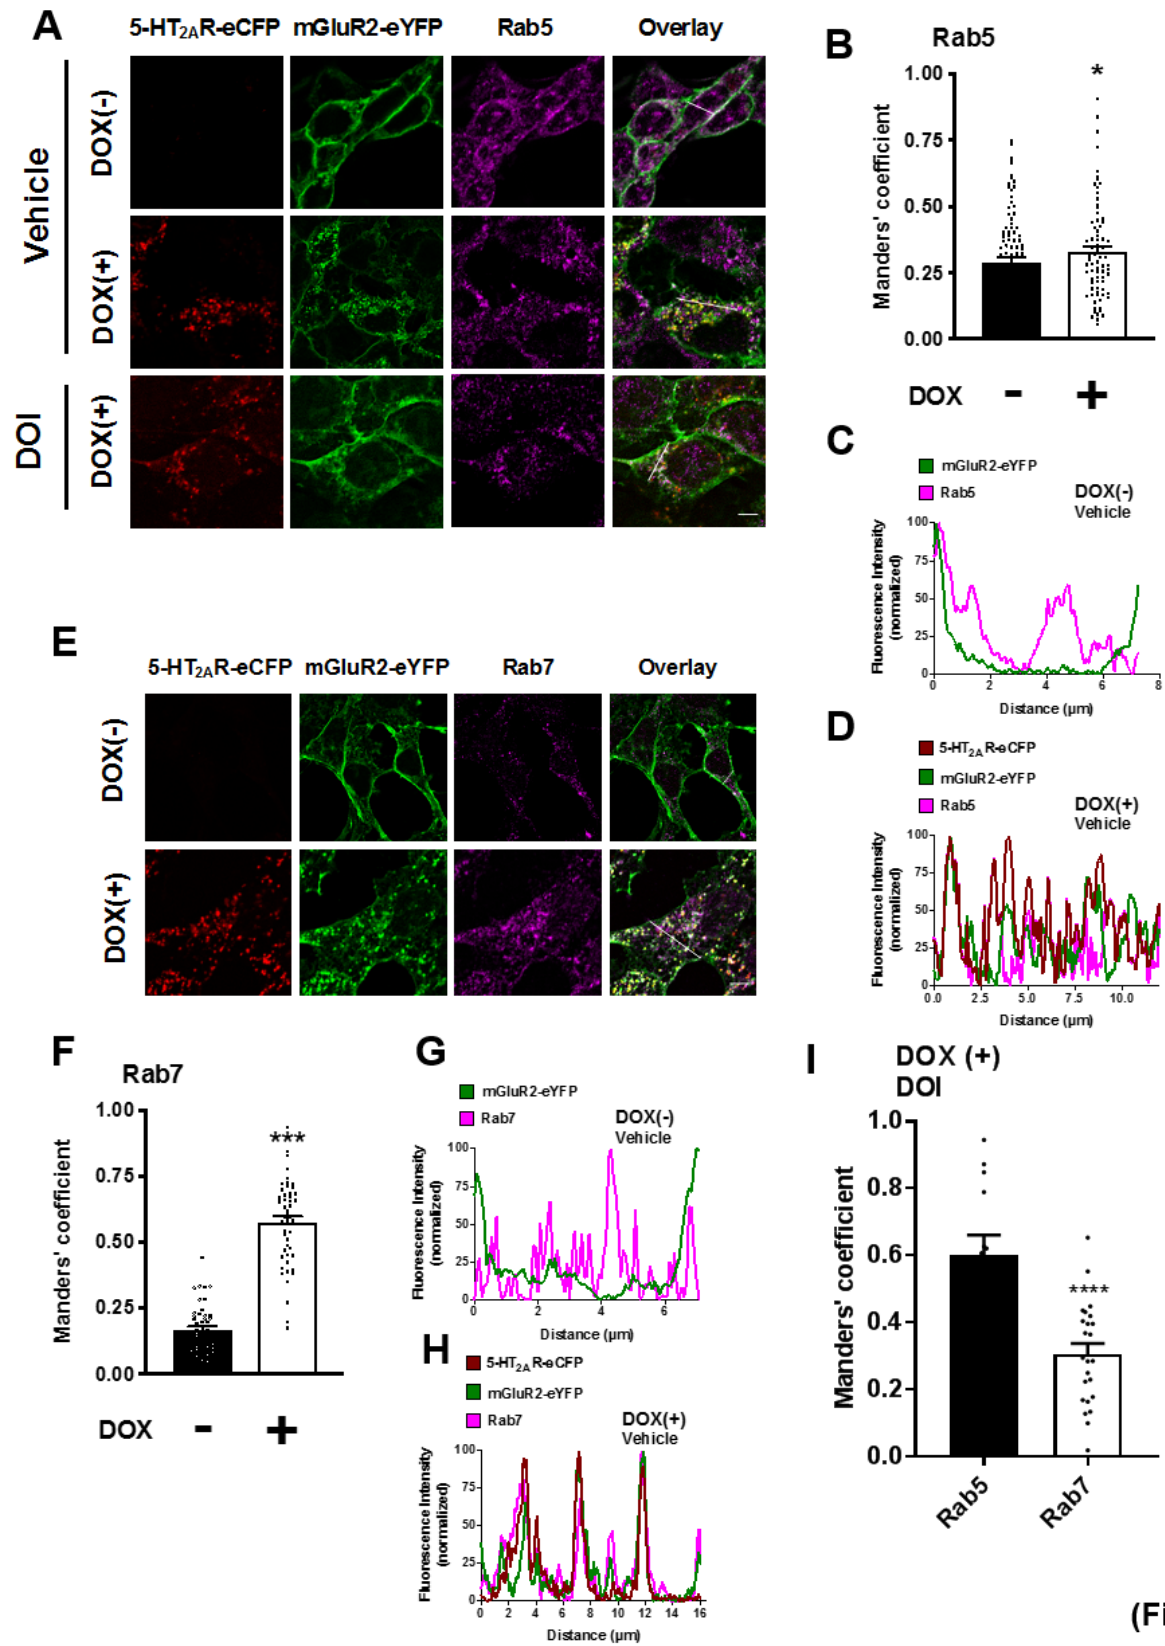 A
5-HT2AR-eCFP mGluR2-eYFP Rab5 Overlay
Vehicle
DOX(-)
DOX(+)
DOI
DOX(+)
B
Rab5
*
Manders' coefficient
1.00
0.75
0.50
0.25
0.00
DOX - +
C
mGluR2-eYFP
Rab5
DOX(-)
Vehicle
Fluorescence Intensity
(normalized)
100
75
50
25
0
0 2 4 6 8
Distance (µm)
D
5-HT2AR-eCFP
mGluR2-eYFP
Rab5
DOX(+)
Vehicle
Fluorescence Intensity
(normalized)
100
75
50
25
0
0.0 2.5 5.0 7.5 10.0
Distance (µm)
E
5-HT2AR-eCFP mGluR2-eYFP Rab7 Overlay
DOX(-)
DOX(+)
F
Rab7
***
Manders' coefficient
1.00
0.75
0.50
0.25
0.00
DOX - +
G
mGluR2-eYFP
Rab7
DOX(-)
Vehicle
Fluorescence Intensity
(normalized)
100
75
50
25
0
0 2 4 6
Distance (µm)
H
5-HT2AR-eCFP
mGluR2-eYFP
Rab7
DOX(+)
Vehicle
Fluorescence Intensity
(normalized)
100
75
50
25
0
0 2 4 6 8 10 12 14 16
Distance (µm)
I
DOX (+)
DOI
****
Manders' coefficient
1.0
0.8
0.6
0.4
0.2
0.0
Rab5 Rab7
(Fi